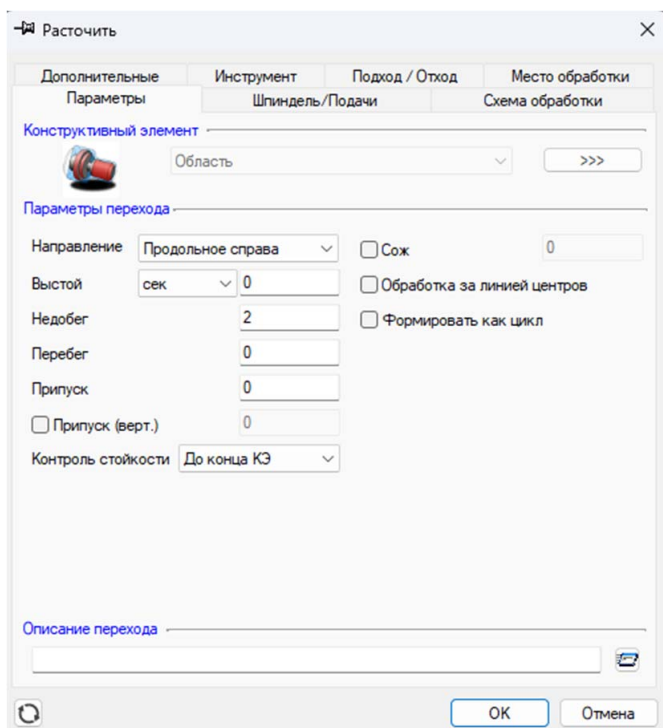 Расточить
Дополнительные Инструмент Подход / Отход Место обработки
Параметры Шпиндель/Подачи Схема обработки
Конструктивный элемент
Область >>>
Параметры перехода
Направление Продольное справа Сож 0
Выстой сек 0 Обработка за линией центров
Недобег 2 Формировать как цикл
Перебег 0
Припуск 0
Припуск (верт.) 0
Контроль стойкости До конца КЭ
Описание перехода
OK Отмена